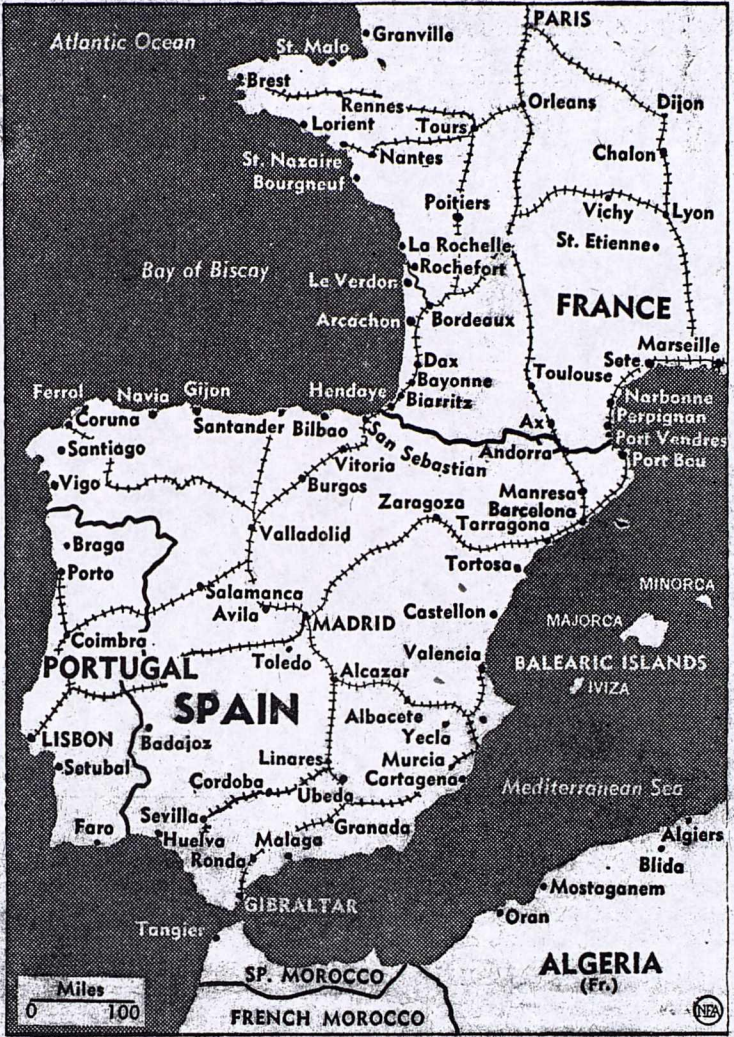 PARIS
Granville
Atlantic Ocean
St. Malo
Brest
Rennes
Orleans
Dijon
Lorient
Tours
Chalon
St. Nazaire
Nantes
Bourgneuf
Poitiers
Vichy
Lyon
La Rochelle
St. Etienne
Bay of Biscay
Rochefort
Le Verdon
FRANCE
Arcachon
Bordeaux
Marseille
Dax
Sete
Toulouse
Bayonne
Ferrol
Navia
Gijon
Hendaye
Biarritz
Narbonne
Coruna
Santander
Bilbao
Ax
Perpignan
San Sebastian
Port Vendres
Santiago
Andorra
Port Bou
Vitoria
Vigo
Burgos
Manresa
Zaragoza
Barcelona
Valladolid
Tarragona
Braga
Porto
Tortosa
MINORCA
Salamanca
Avila
MADRID
Castellon
MAJORCA
Coimbra
Toledo
Valencia
BALEARIC ISLANDS
PORTUGAL
Alcazar
IVIZA
SPAIN
Albacete
LISBON
Badajoz
Yecla
Setubal
Linares
Murcia
Cordoba
Cartagena
Mediterranean Sea
Ubeda
Sevilla
Faro
Granada
Huelva
Malaga
Algiers
Ronda
Blida
Mostaganem
GIBRALTAR
Oran
Tangier
ALGERIA
(Fr.)
SP. MOROCCO
Miles
0 100
FRENCH MOROCCO
NEA